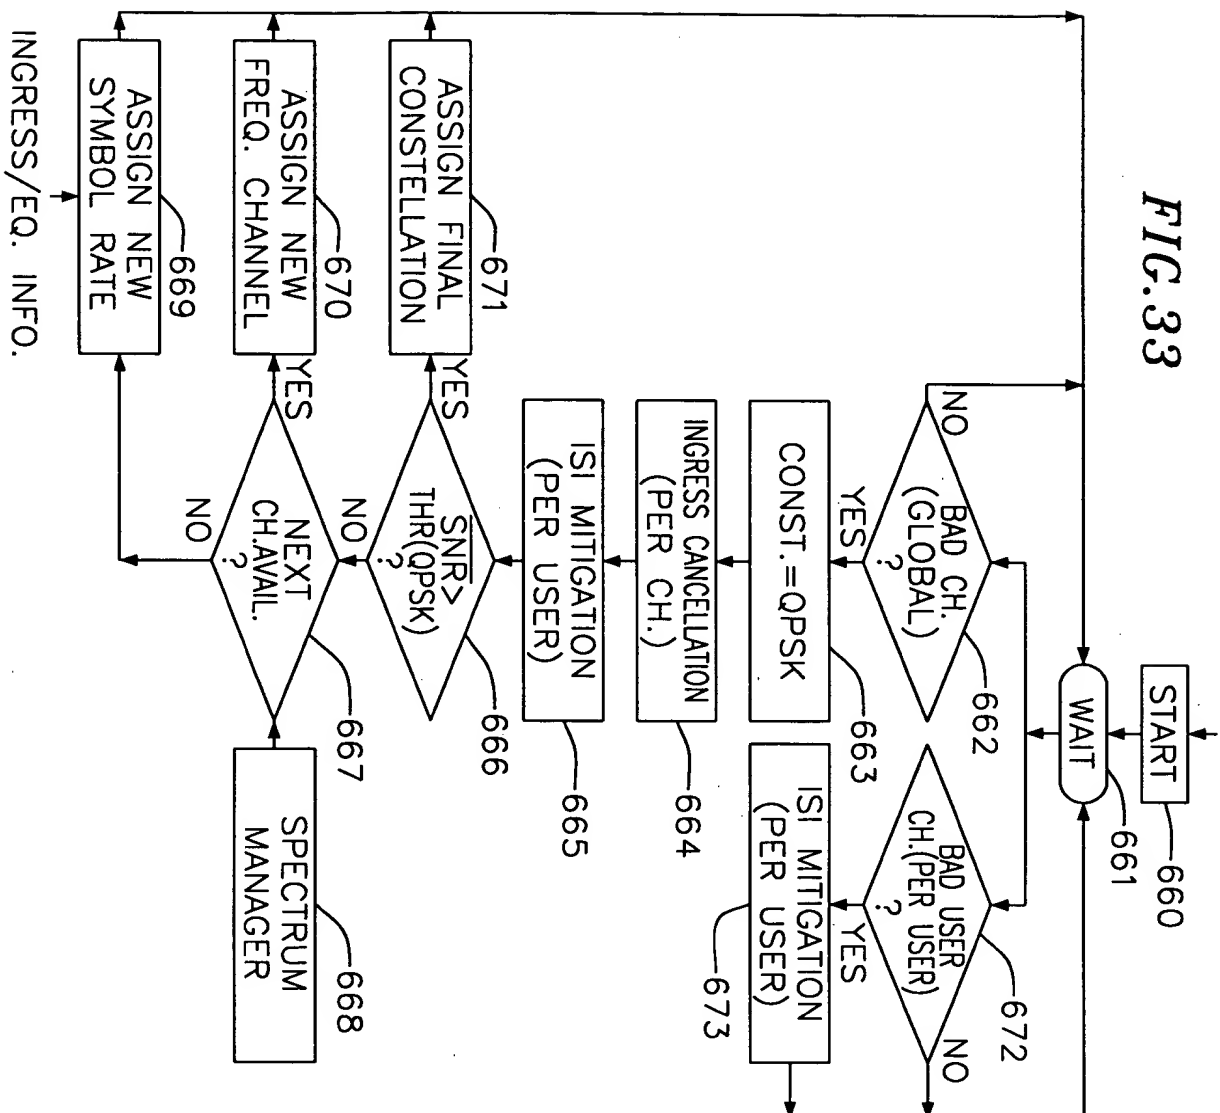 FIG.33
START
660
WAIT
661
BAD CH.
(GLOBAL)
?
662
NO
YES
BAD USER
CH.(PER USER)
?
672
NO
YES
CONST.=QPSK
663
ISI MITIGATION
(PER USER)
673
INGRESS CANCELLATION
(PER CH.)
664
ISI MITIGATION
(PER USER)
665
SNR>
THR(QPSK)
?
666
YES
NO
ASSIGN FINAL
CONSTELLATION
671
NEXT
CH.AVAIL.
?
667
YES
NO
ASSIGN NEW
FREQ. CHANNEL
670
SPECTRUM
MANAGER
668
ASSIGN NEW
SYMBOL RATE
669
INGRESS/EQ. INFO.